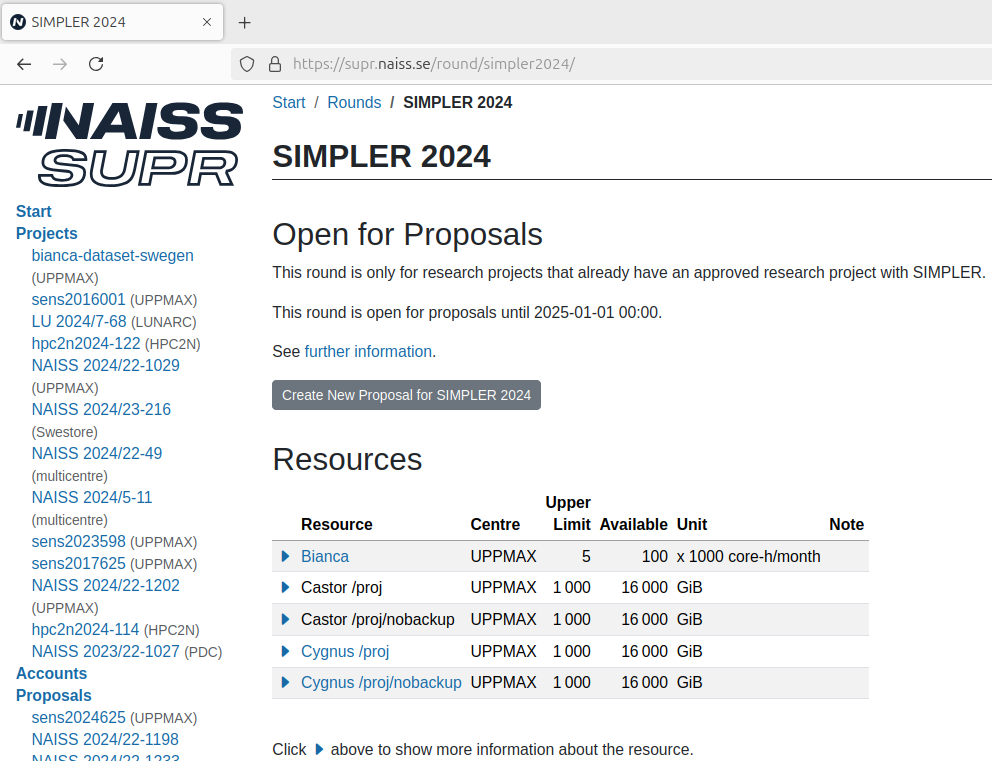 SIMPLER 2024
https://supr.naiss.se/round/simpler2024/
NAISS
SUPR
Start
Projects
bianca-dataset-swegen
(UPPMAX)
sens2016001 (UPPMAX)
LU 2024/7-68 (LUNARC)
hpc2n2024-122 (HPC2N)
NAISS 2024/22-1029
(UPPMAX)
NAISS 2024/23-216
(Swestore)
NAISS 2024/22-49
(multicentre)
NAISS 2024/5-11
(multicentre)
sens2023598 (UPPMAX)
sens2017625 (UPPMAX)
NAISS 2024/22-1202
(UPPMAX)
hpc2n2024-114 (HPC2N)
NAISS 2023/22-1027 (PDC)
Accounts
Proposals
sens2024625 (UPPMAX)
NAISS 2024/22-1198
NAISS 2024/22-1233
Start / Rounds / SIMPLER 2024
SIMPLER 2024
Open for Proposals
This round is only for research projects that already have an approved research project with SIMPLER.
This round is open for proposals until 2025-01-01 00:00.
See further information.
Create New Proposal for SIMPLER 2024
Resources
Resource Centre Upper Limit Available Unit Note
Bianca UPPMAX 5 100 x 1000 core-h/month
Castor /proj UPPMAX 1 000 16 000 GiB
Castor /proj/nobackup UPPMAX 1 000 16 000 GiB
Cygnus /proj UPPMAX 1 000 16 000 GiB
Cygnus /proj/nobackup UPPMAX 1 000 16 000 GiB
Click above to show more information about the resource.